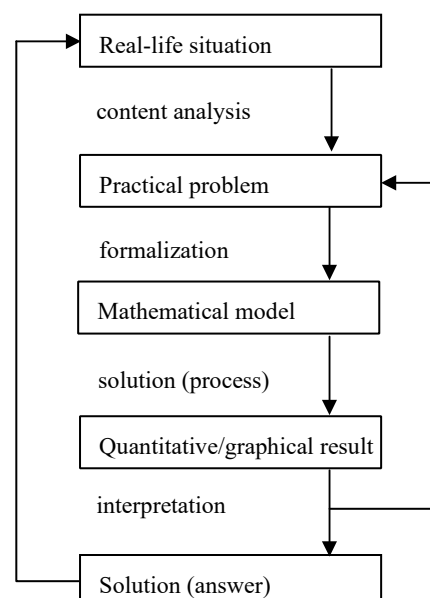 Real-life situation
content analysis
Practical problem
formalization
Mathematical model
solution (process)
Quantitative/graphical result
interpretation
Solution (answer)